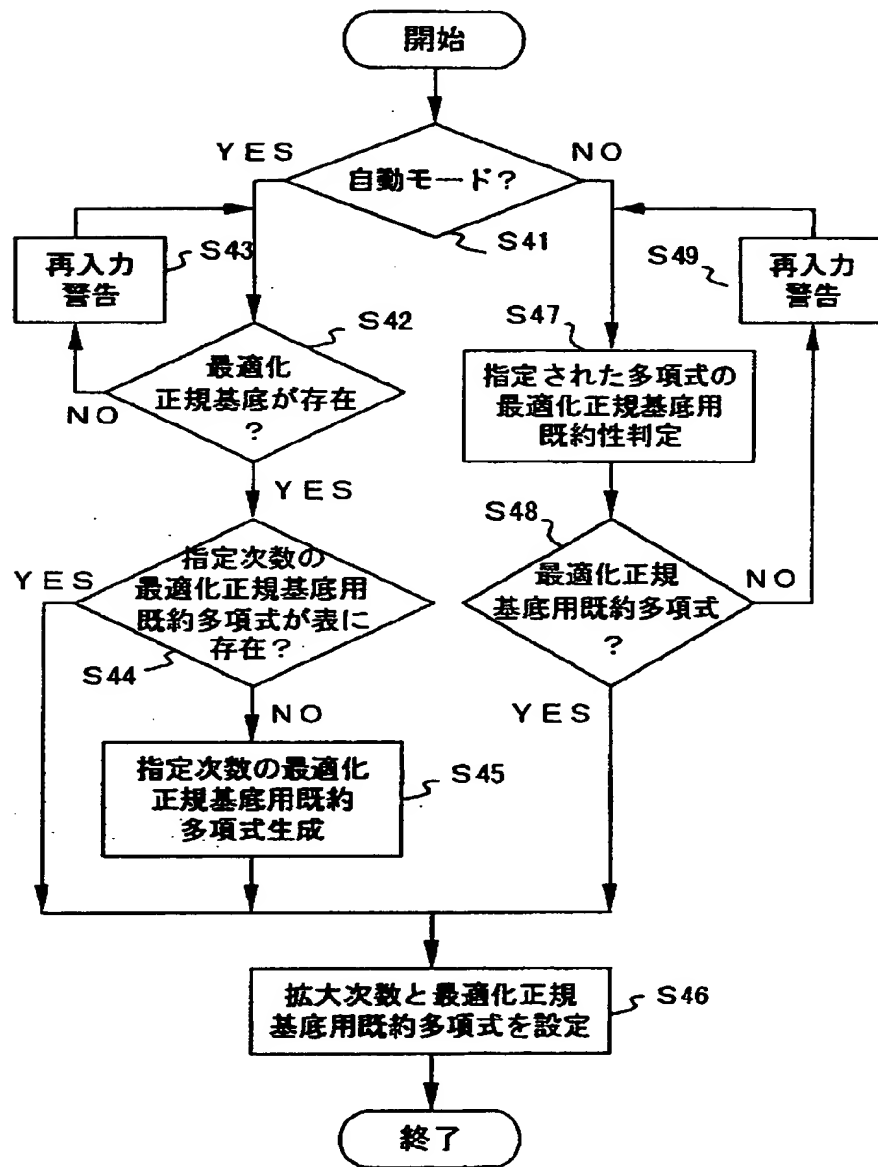 開始
YES
NO
自動モード?
S41
再入力
警告
S43
S49
再入力
警告
S42
S47
最適化
正規基底が存在
?
NO
指定された多項式の
最適化正規基底用
既約性判定
YES
S48
YES
指定次数の
最適化正規基底用
既約多項式が表に
存在?
最適化正規
基底用既約多項式
?
NO
S44
NO
YES
指定次数の最適化
正規基底用既約
多項式生成
S45
拡大次数と最適化正規
基底用既約多項式を設定
S46
終了